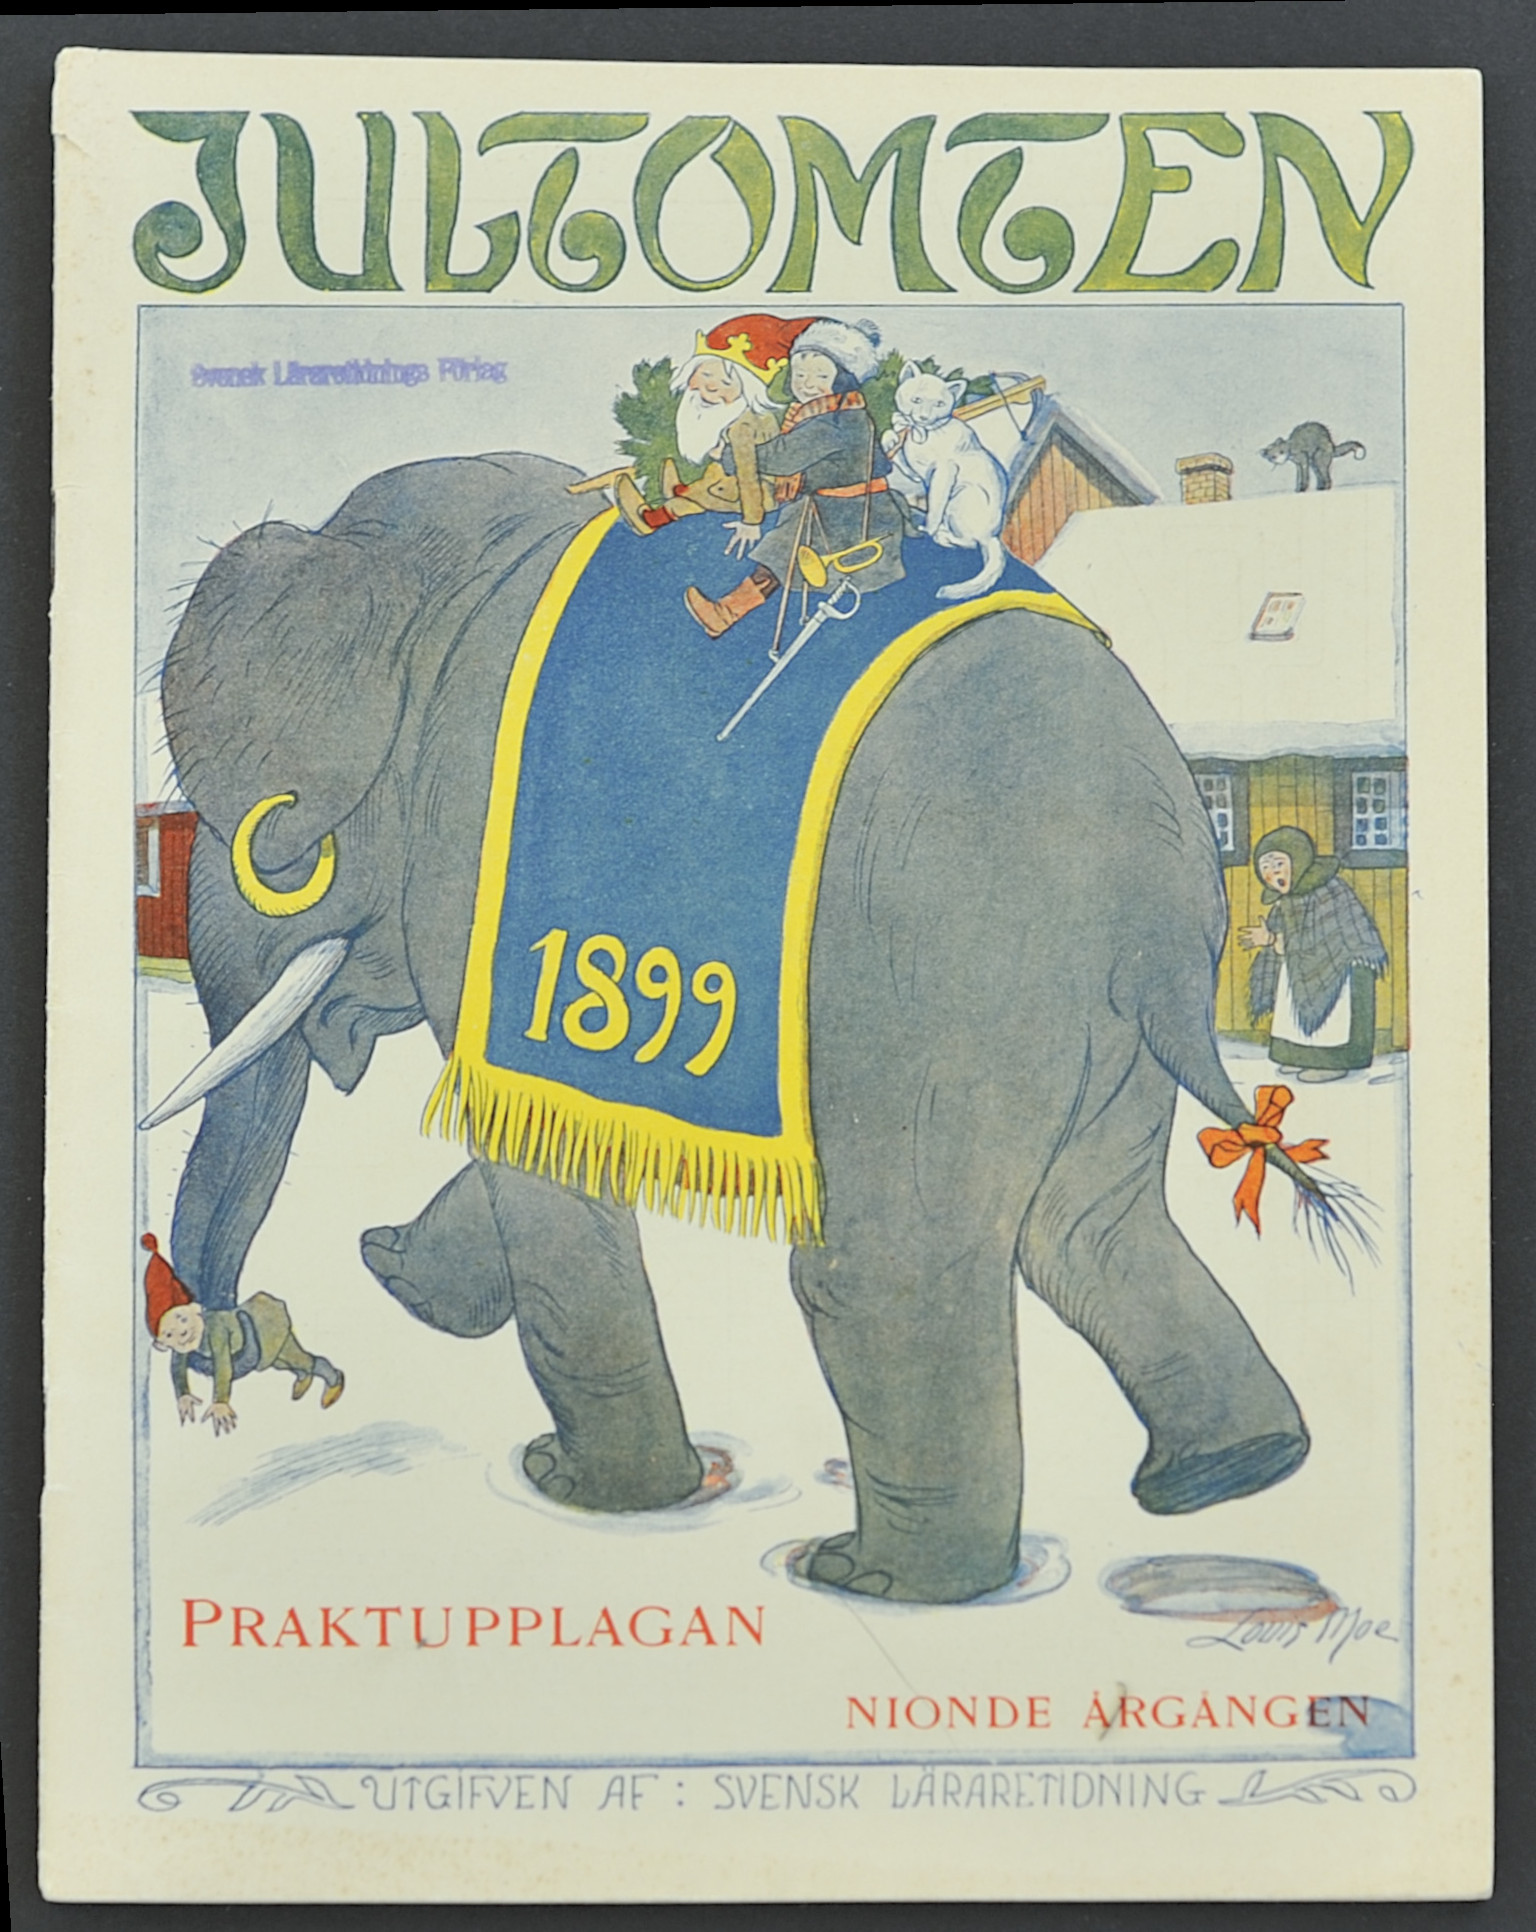 JULTOMTEN
Svensk Läraretidnings Förlag
1899
PRAKTUPPLAGAN
Louis Moe
NIONDE ÅRGÅNGEN
UTGIFVEN AF: SVENSK LÄRARETIDNING